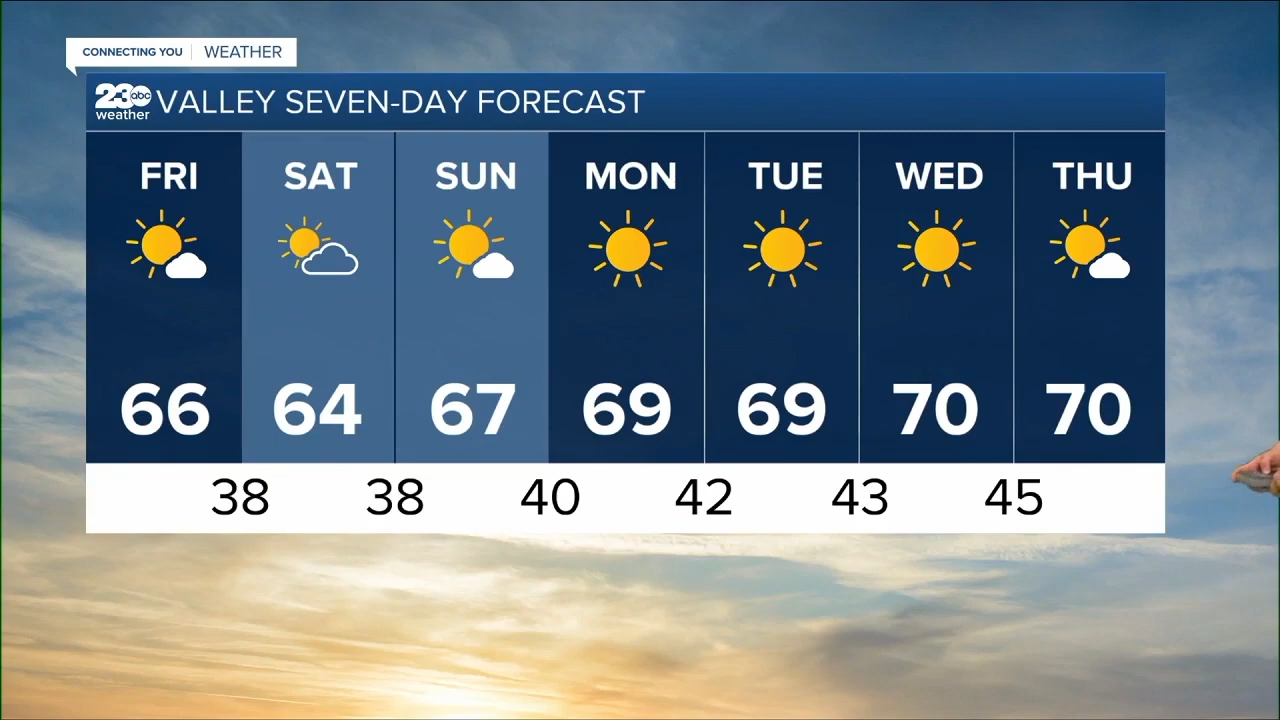 CONNECTING YOU WEATHER
23 abc
weather
VALLEY SEVEN-DAY FORECAST
FRI SAT SUN MON TUE WED THU
66 64 67 69 69 70 70
38 38 40 42 43 45